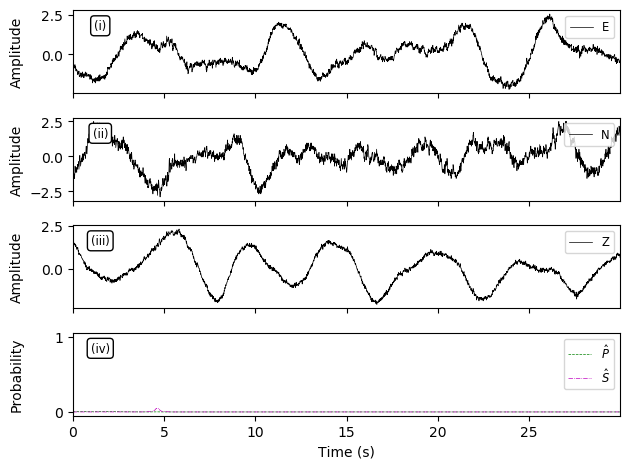 Amplitude
2.5
0.0
(i)
E
Amplitude
2.5
0.0
−2.5
(ii)
N
Amplitude
2.5
0.0
(iii)
Z
Probability
1
0
(iv)
P̂
Ŝ
0 5 10 15 20 25
Time (s)